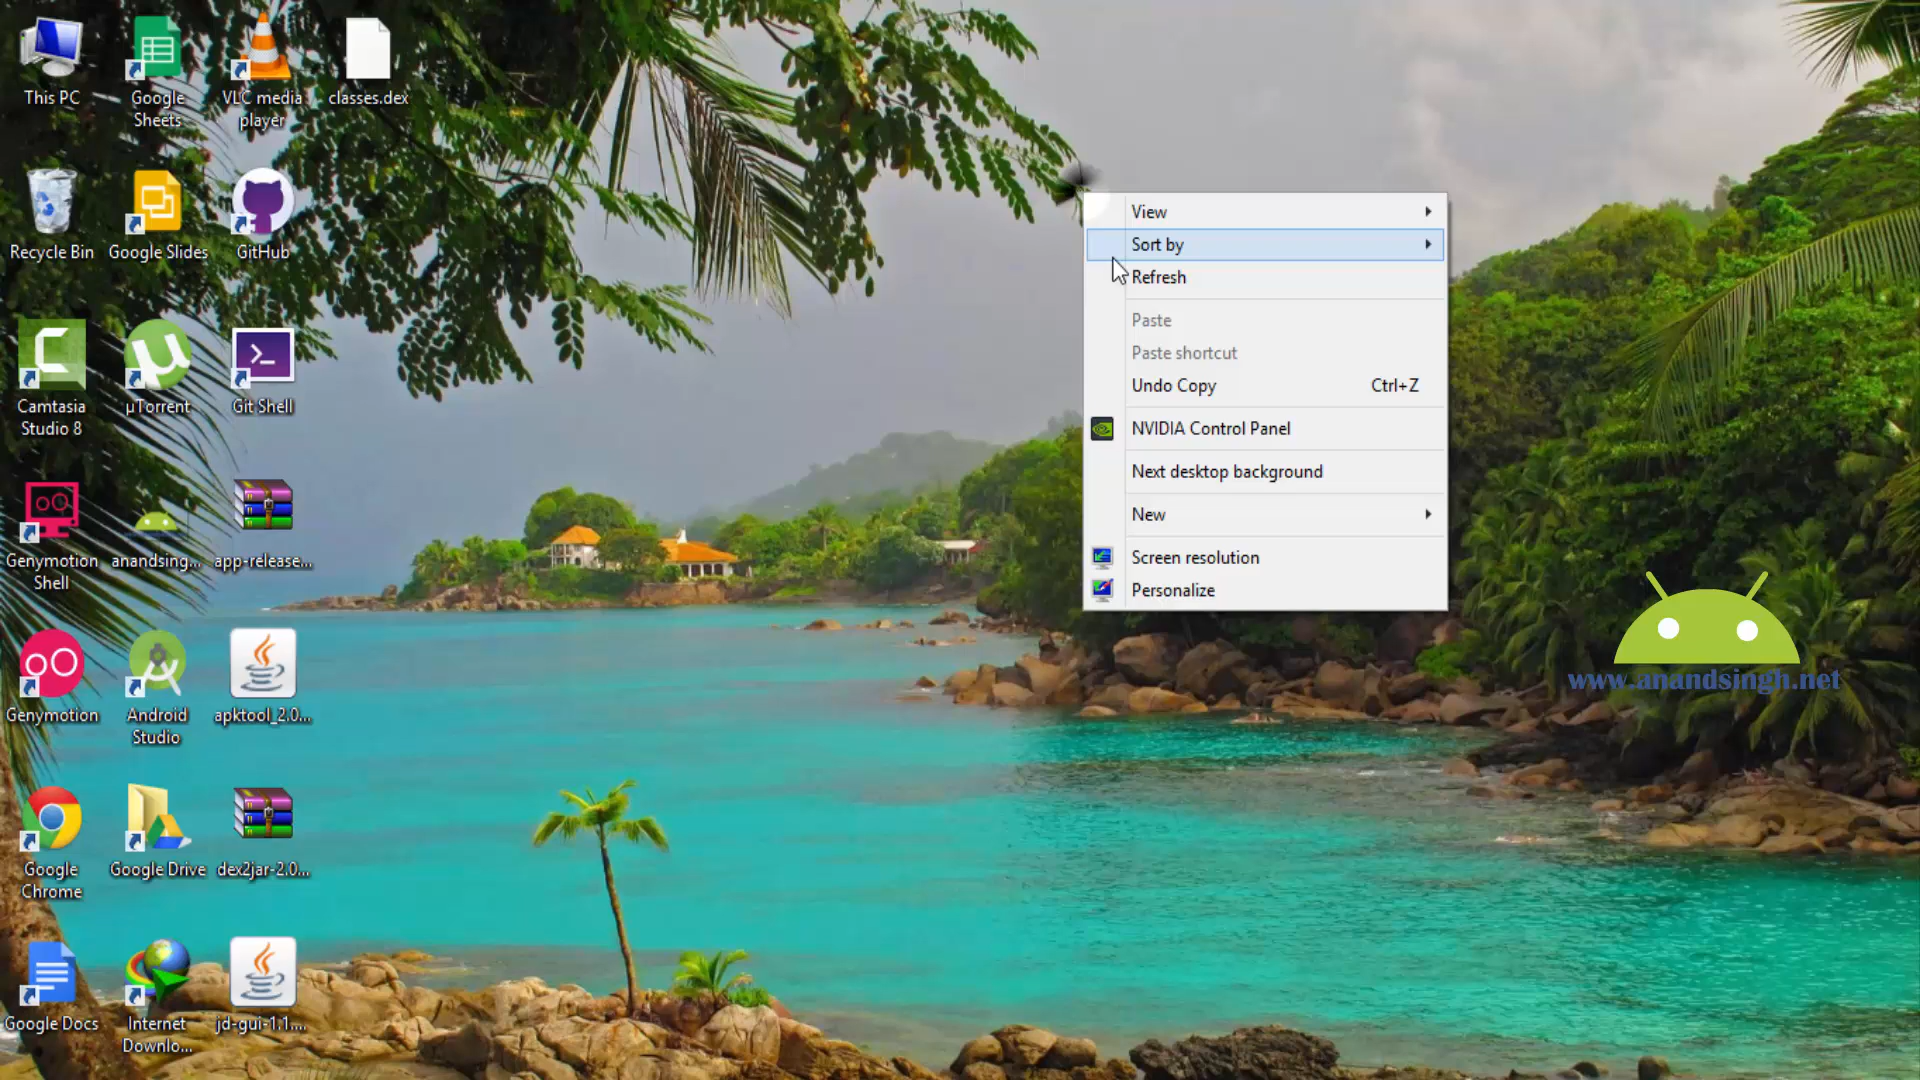 This PC
Google
Sheets
VLC media
player
classes.dex
Recycle Bin
Google Slides
GitHub
Camtasia
Studio 8
µTorrent
Git Shell
Genymotion
Shell
anandsing...
app-release...
Genymotion
Android
Studio
apktool_2.0...
Google
Chrome
Google Drive
dex2jar-2.0...
Google Docs
Internet
Downlo...
jd-gui-1.1....
View
Sort by
Refresh
Paste
Paste shortcut
Undo Copy Ctrl+Z
NVIDIA Control Panel
Next desktop background
New
Screen resolution
Personalize
www.anandsingh.net